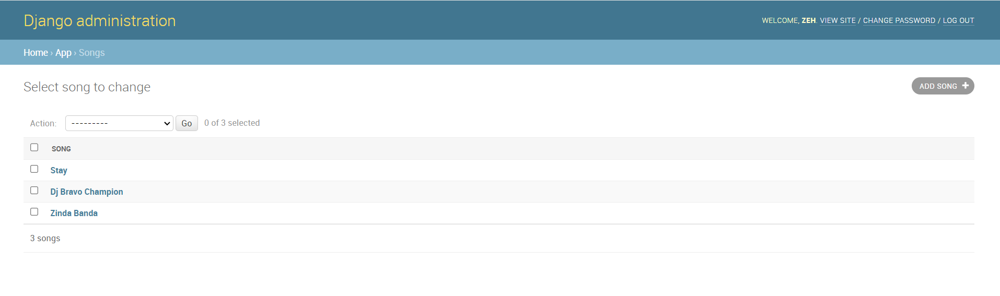 Django administration
WELCOME, ZEH. VIEW SITE / CHANGE PASSWORD / LOG OUT
Home › App › Songs
Select song to change
ADD SONG +
Action: --------- Go 0 of 3 selected
SONG
Stay
Dj Bravo Champion
Zinda Banda
3 songs